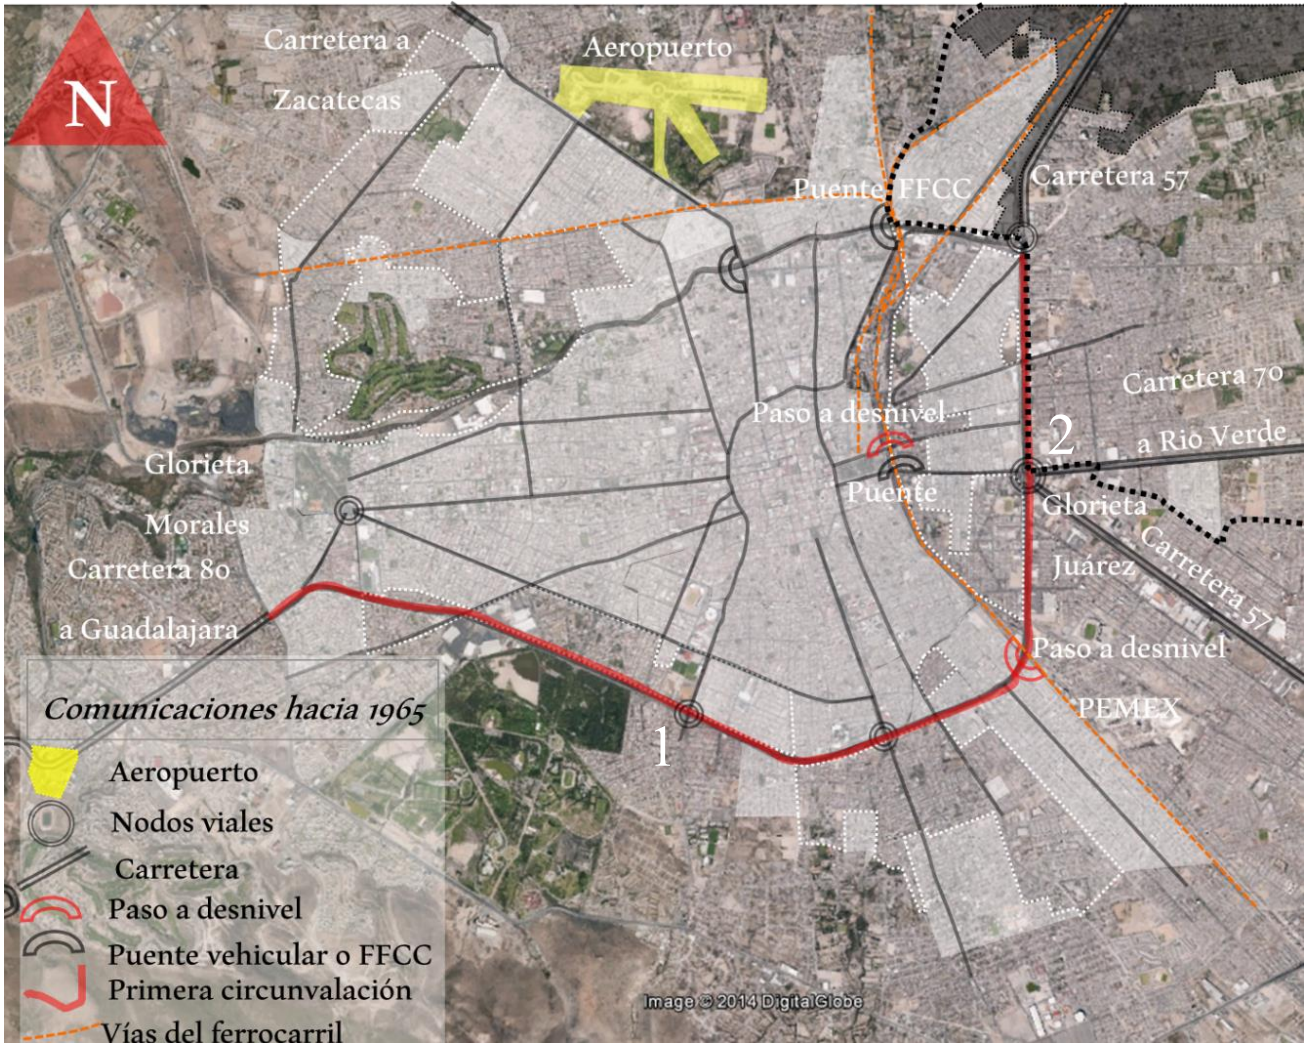 Carretera a
Zacatecas
Aeropuerto
N
Puente FFCC
Carretera 57
Carretera 70
a Rio Verde
Paso a desnivel
2
Glorieta
Morales
Puente
Glorieta
Juárez
Carretera 57
Carretera 80
a Guadalajara
Paso a desnivel
PEMEX
1
Comunicaciones hacia 1965
Aeropuerto
Nodos viales
Carretera
Paso a desnivel
Puente vehicular o FFCC
Primera circunvalación
Vías del ferrocarril
Image © 2014 DigitalGlobe